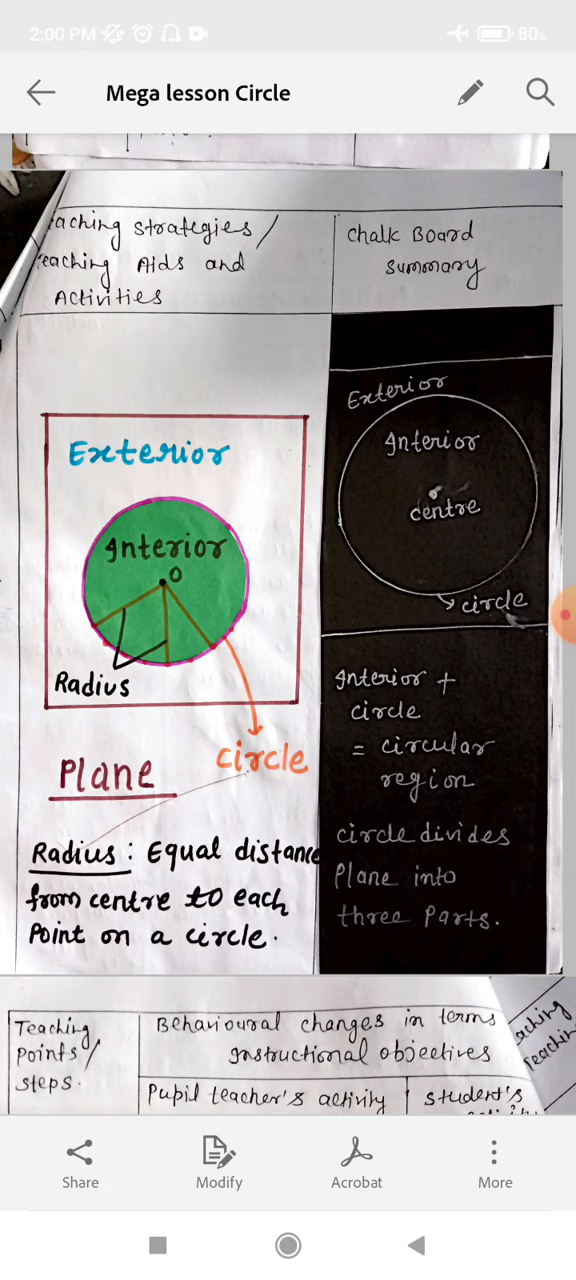 2:00 PM
80%
Mega lesson Circle
Strategies/
Teaching Aids and
Activities
Chalk Board
Summary
Exterior
Interior
O
Radius
circle
Plane
Radius: Equal distance
from centre to each
Point on a circle.
Exterior
Interior
centre
circle
Interior +
circle
= circular
region
circle divides
Plane into
three Parts.
Teaching
Points/
steps.
Behavioural changes in terms
Instructional objectives
Pupil teacher's activity
student's
Share
Modify
Acrobat
More